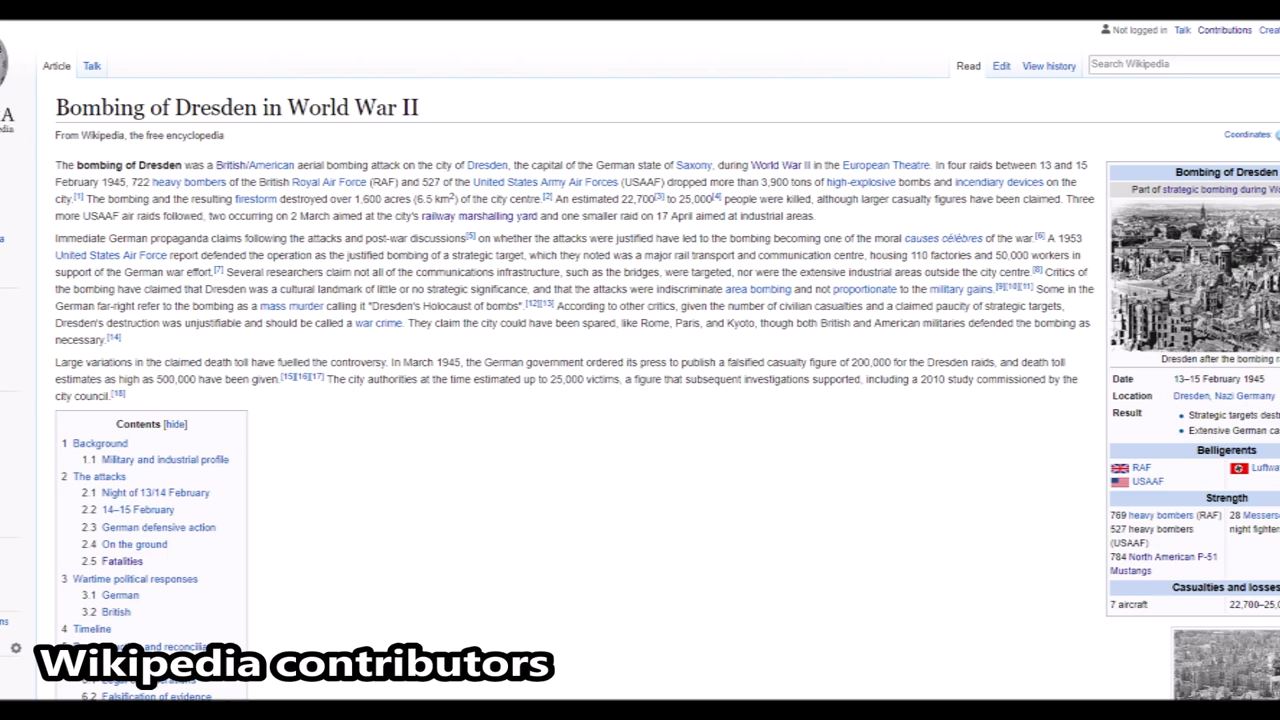 Not logged in Talk Contributions
Article Talk
Read Edit View history Search Wikipedia
Bombing of Dresden in World War II
From Wikipedia, the free encyclopedia
Coordinates:
The bombing of Dresden was a British/American aerial bombing attack on the city of Dresden, the capital of the German state of Saxony, during World War II in the European Theatre. In four raids between 13 and 15
February 1945, 722 heavy bombers of the British Royal Air Force (RAF) and 527 of the United States Army Air Forces (USAAF) dropped more than 3,900 tons of high-explosive bombs and incendiary devices on the
city.[1] The bombing and the resulting firestorm destroyed over 1,600 acres (6.5 km²) of the city centre.[2] An estimated 22,700[3] to 25,000[4] people were killed, although larger casualty figures have been claimed. Three
more USAAF air raids followed, two occurring on 2 March aimed at the city's railway marshalling yard and one smaller raid on 17 April aimed at industrial areas.
Immediate German propaganda claims following the attacks and post-war discussions[5] on whether the attacks were justified have led to the bombing becoming one of the moral causes célèbres of the war.[6] A 1953
United States Air Force report defended the operation as the justified bombing of a strategic target, which they noted was a major rail transport and communication centre, housing 110 factories and 50,000 workers in
support of the German war effort.[7] Several researchers claim not all of the communications infrastructure, such as the bridges, were targeted, nor were the extensive industrial areas outside the city centre.[8] Critics of
the bombing have claimed that Dresden was a cultural landmark of little or no strategic significance, and that the attacks were indiscriminate area bombing and not proportionate to the military gains.[9][10][11] Some in the
German far-right refer to the bombing as a mass murder calling it "Dresden's Holocaust of bombs".[12][13] According to other critics, given the number of civilian casualties and a claimed paucity of strategic targets,
Dresden's destruction was unjustifiable and should be called a war crime. They claim the city could have been spared, like Rome, Paris, and Kyoto, though both British and American militaries defended the bombing as
necessary.[14]
Large variations in the claimed death toll have fuelled the controversy. In March 1945, the German government ordered its press to publish a falsified casualty figure of 200,000 for the Dresden raids, and death toll
estimates as high as 500,000 have been given.[15][16][17] The city authorities at the time estimated up to 25,000 victims, a figure that subsequent investigations supported, including a 2010 study commissioned by the
city council.[18]
Contents [hide]
1 Background
1.1 Military and industrial profile
2 The attacks
2.1 Night of 13/14 February
2.2 14–15 February
2.3 German defensive action
2.4 On the ground
2.5 Fatalities
3 Wartime political responses
3.1 German
3.2 British
4 Timeline
6.2 Falsification of evidence
Bombing of Dresden
Part of strategic bombing during
Dresden after the bombing
Date 13–15 February 1945
Location Dresden, Nazi Germany
Result • Strategic targets
• Extensive German
Belligerents
RAF
USAAF
Strength
769 heavy bombers (RAF)
527 heavy bombers
(USAAF)
784 North American P-51
Mustangs
28
night
Casualties and losses
7 aircraft 22,700–
Wikipedia contributors